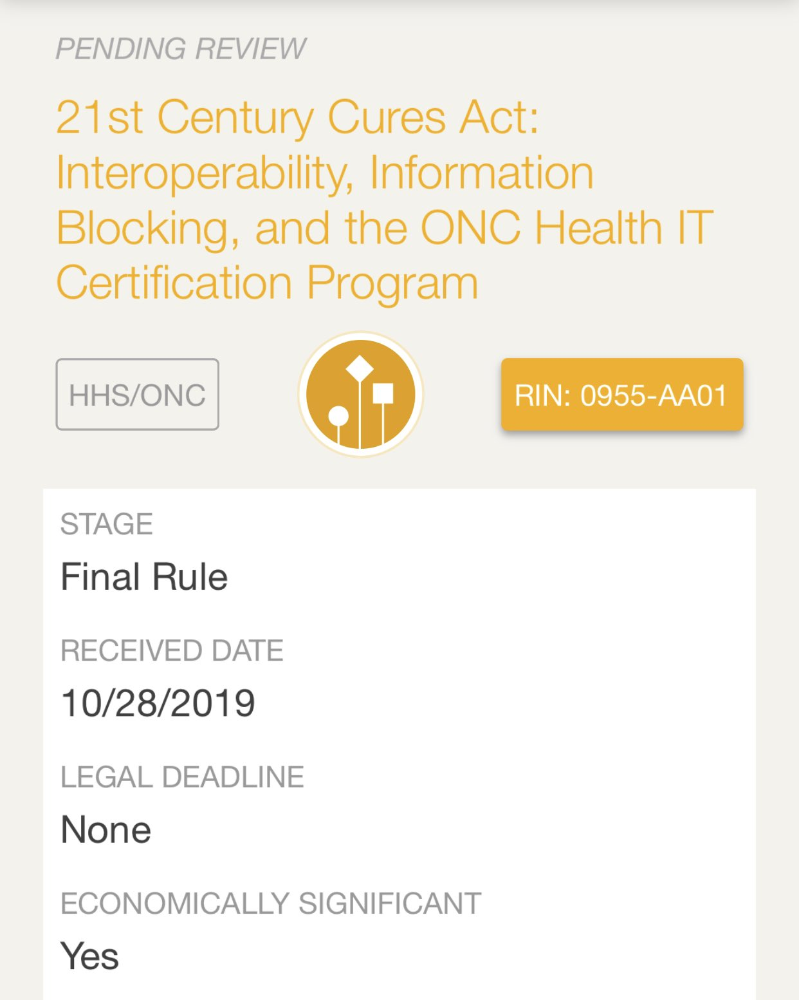 PENDING REVIEW
21st Century Cures Act:
Interoperability, Information
Blocking, and the ONC Health IT
Certification Program
HHS/ONC
RIN: 0955-AA01
STAGE
Final Rule
RECEIVED DATE
10/28/2019
LEGAL DEADLINE
None
ECONOMICALLY SIGNIFICANT
Yes